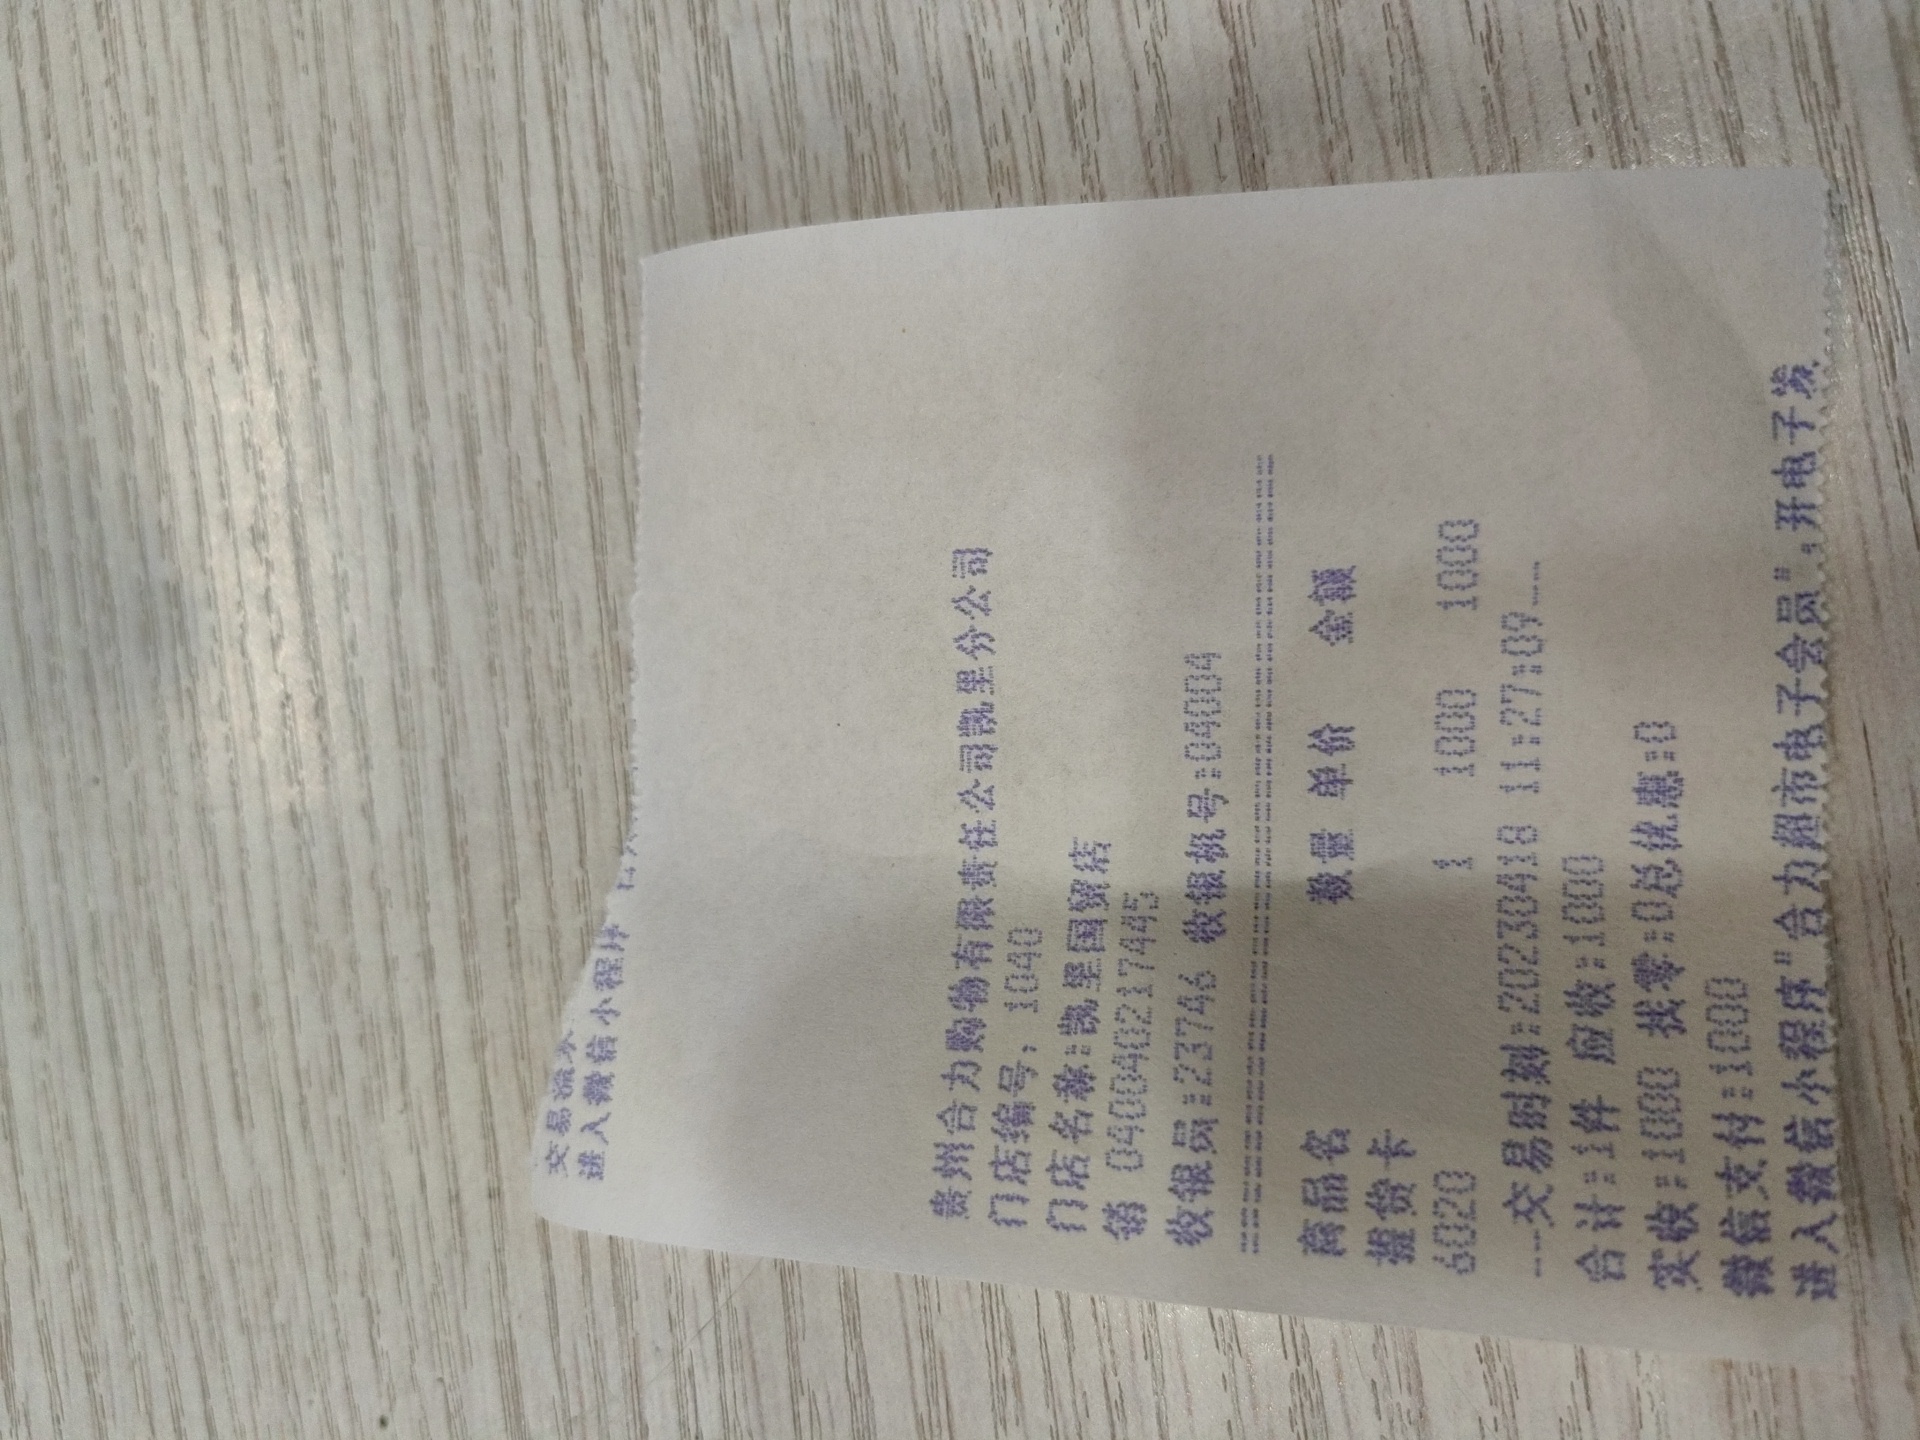 交易流水
进入微信小程序
贵州合力购物有限责任公司凯里分公司
门店编号: 1040
门店名称:凯里国贸店
销 0400402 1745
收银员:23746 收银机号:0404
商品名 数量 单价 金额
提货卡
6020 1 1000 1000
---交易时刻:20230418 11:27:09---
合计:1件 应收:1000
实收:1000 找零:0总优惠:0
微信支付:1000
进入微信小程序"合力超市电子会员",开电子发